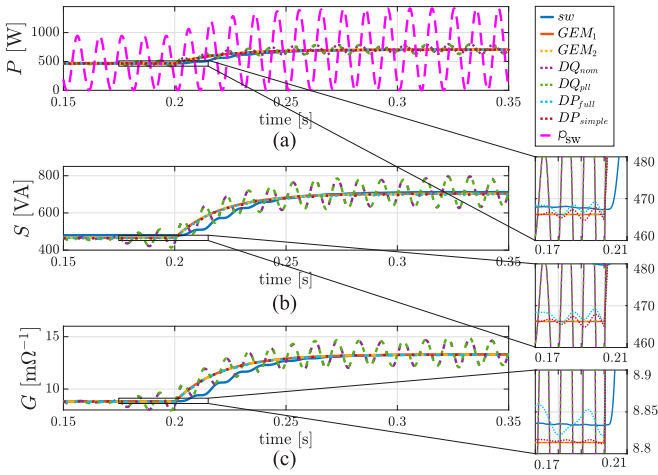 P [W]
1000
500
0
0.15
0.2
0.25
0.3
0.35
time [s]
(a)
sw
GEM₁
GEM₂
DQnom
DQpll
DPfull
DPsimple
ρsw
S [VA]
800
600
400
0.15
0.2
0.25
0.3
0.35
time [s]
(b)
G [mΩ⁻¹]
15
10
0.15
0.2
0.25
0.3
0.35
time [s]
(c)
480
470
460
0.17
0.21
480
470
460
0.17
0.21
8.9
8.85
8.8
0.17
0.21